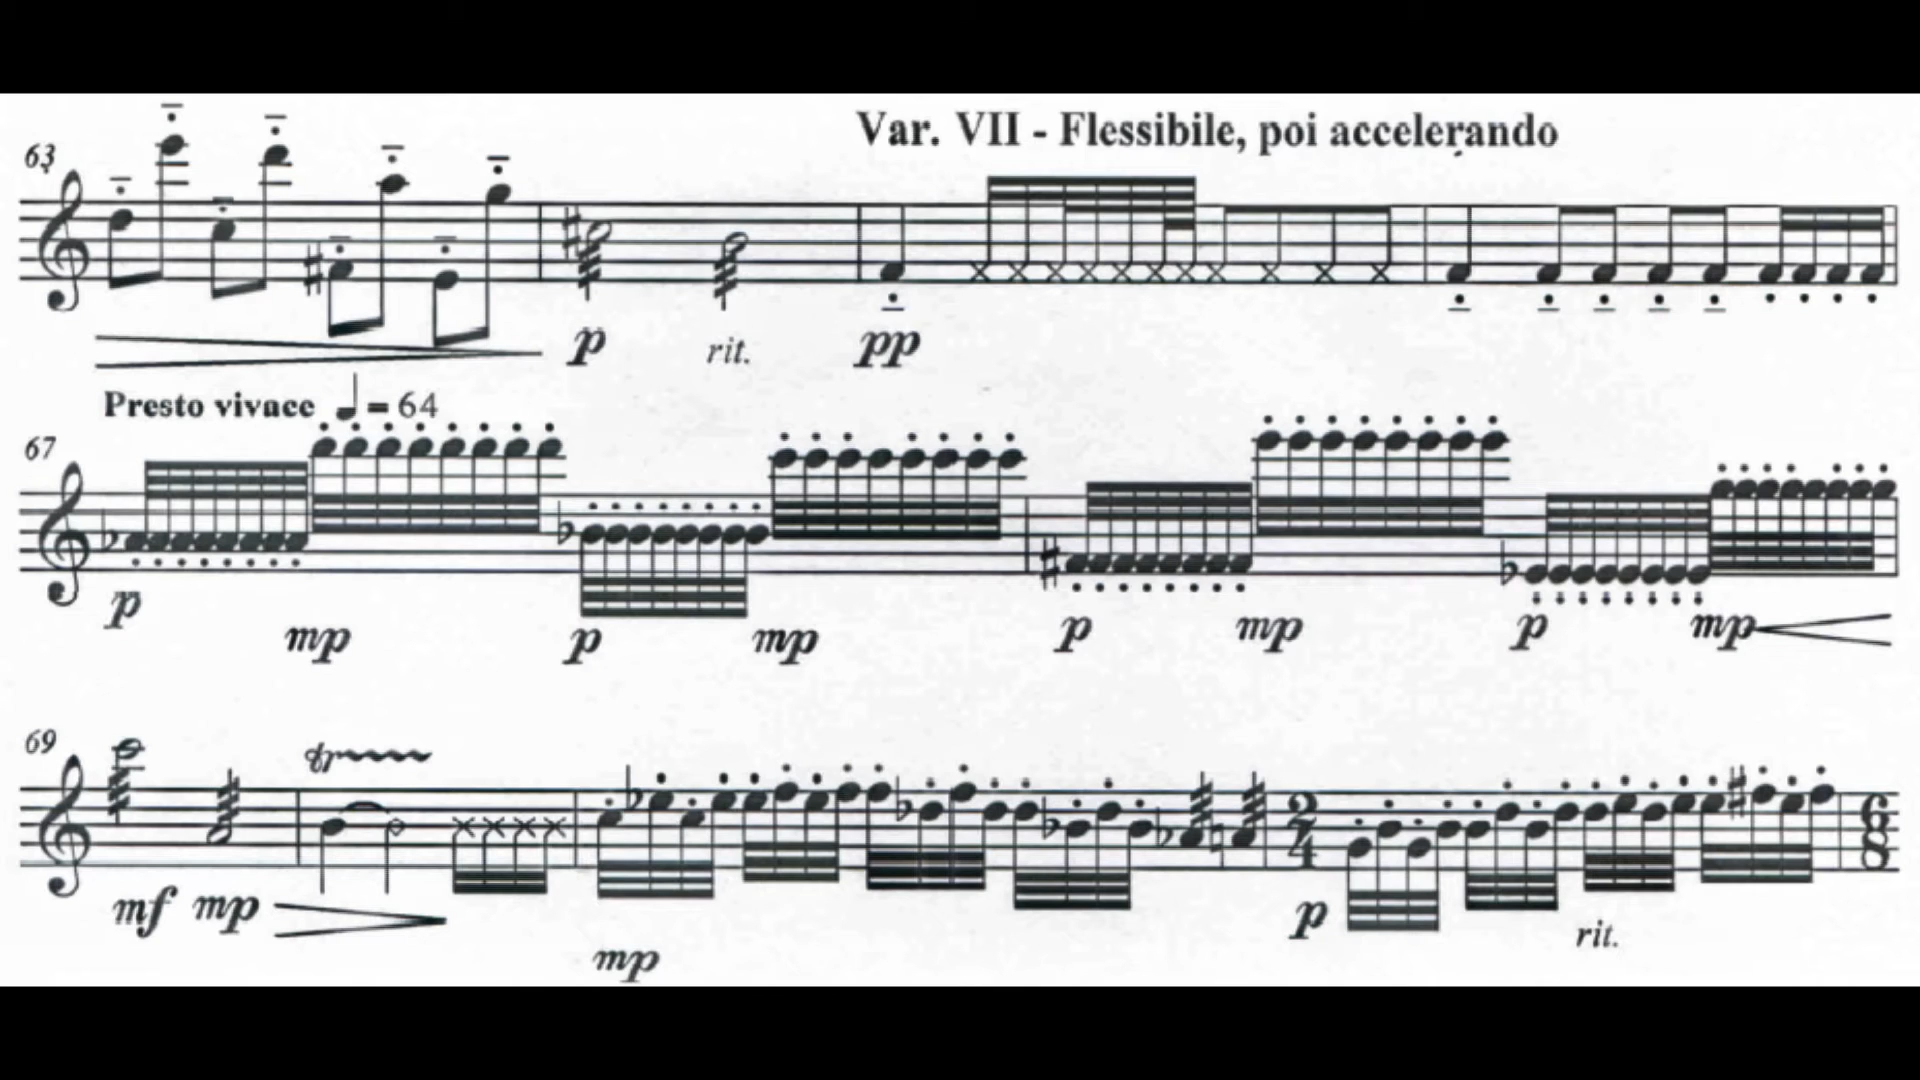 Var. VII - Flessibile, poi accelerando
63
p rit. pp
Presto vivace ♩ = 64
67
p mp p mp p mp p mp
69
tr
2
4
6
8
mf mp mp p rit.